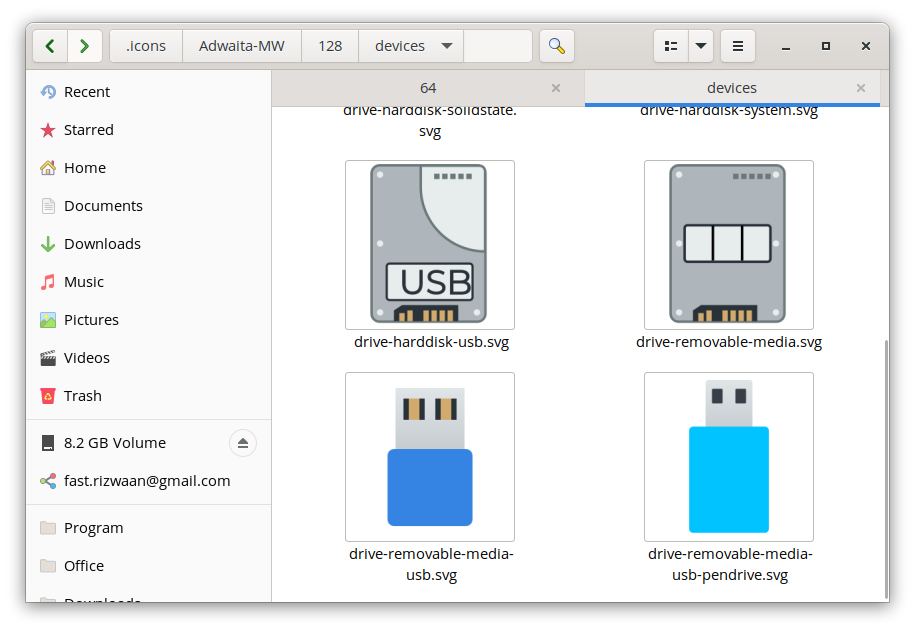 .icons
Adwaita-MW
128
devices
64
devices
Recent
Starred
Home
Documents
Downloads
Music
Pictures
Videos
Trash
8.2 GB Volume
fast.rizwaan@gmail.com
Program
Office
Downloads
drive-harddisk-solidstate.
svg
drive-harddisk-system.svg
USB
drive-harddisk-usb.svg
drive-removable-media.svg
drive-removable-media-
usb.svg
drive-removable-media-
usb-pendrive.svg